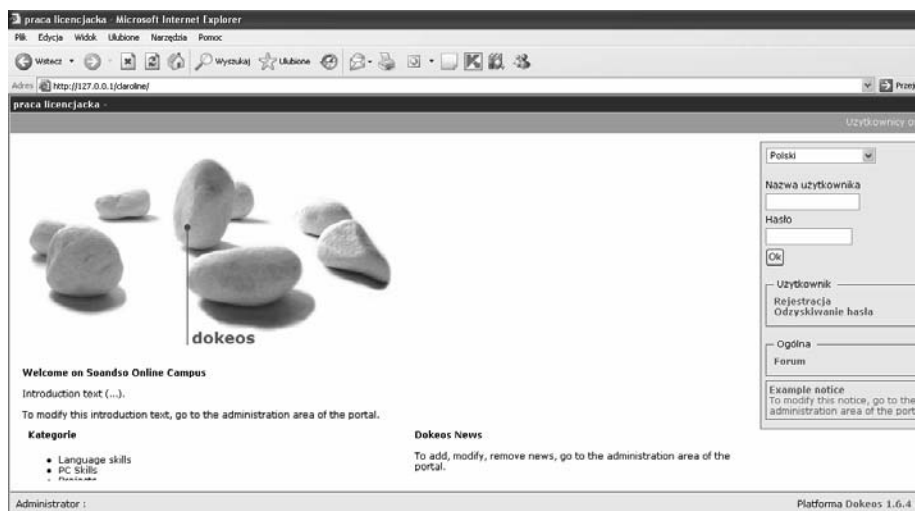 praca licencjacka - Microsoft Internet Explorer
Plik Edycja Widok Ulubione Narzędzia Pomoc
Wstecz Wyszukaj Ulubione
Adres http://127.0.0.1/claroline/ Przej
praca licencjacka -
Użytkownicy o
Polski
Nazwa użytkownika
Hasło
Ok
Użytkownik
Rejestracja
Odzyskiwanie hasła
Ogólna
Forum
Example notice
To modify this notice, go to the
administration area of the port
dokeos
Welcome on Soandso Online Campus
Introduction text (...).
To modify this introduction text, go to the administration area of the portal.
Kategorie
Language skills
PC Skills
Projects
Dokeos News
To add, modify, remove news, go to the administration area of the
portal.
Administrator :
Platforma Dokeos 1.6.4